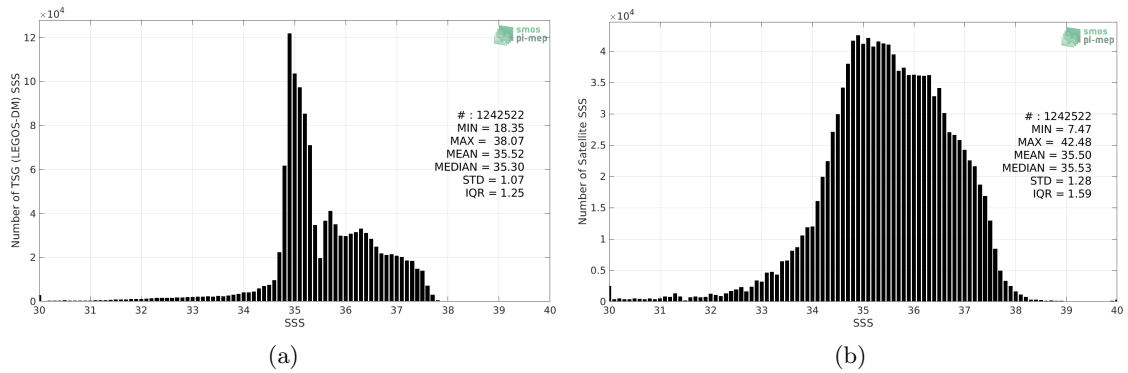 ×10⁴
12
10
8
6
4
2
0
Number of TSG (LEGOS-DM) SSS
smos
pi-mep
# : 1242522
MIN = 18.35
MAX = 38.07
MEAN = 35.52
MEDIAN = 35.30
STD = 1.07
IQR = 1.25
30 31 32 33 34 35 36 37 38 39 40
SSS
(a)
×10⁴
4
3.5
3
2.5
2
1.5
1
0.5
0
Number of Satellite SSS
smos
pi-mep
# : 1242522
MIN = 7.47
MAX = 42.48
MEAN = 35.50
MEDIAN = 35.53
STD = 1.28
IQR = 1.59
30 31 32 33 34 35 36 37 38 39 40
SSS
(b)